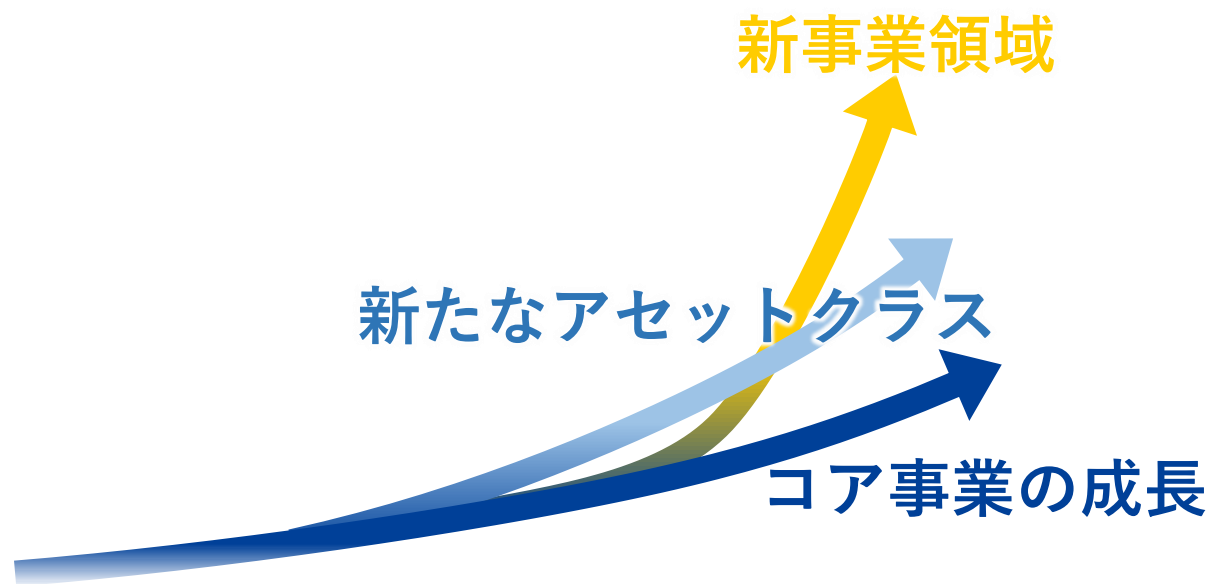 新事業領域
新たなアセットクラス
コア事業の成長